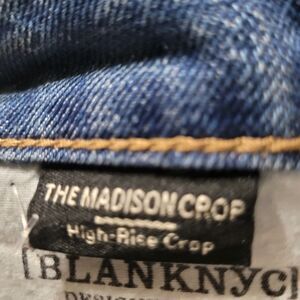 THE MADISON CROP
High-Rise Crop
[BLANKNYC]